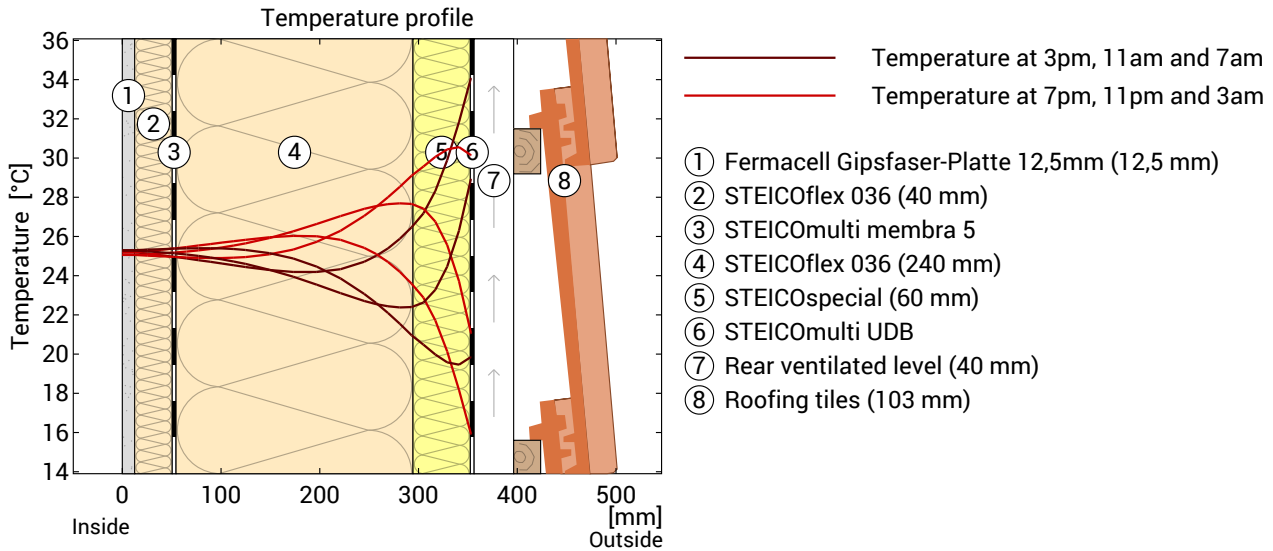 Temperature profile
Temperature [°C]
36
34
32
30
28
26
24
22
20
18
16
14
1
2
3
4
5
6
7
8
0
100
200
300
400
500
[mm]
Inside
Outside
Temperature at 3pm, 11am and 7am
Temperature at 7pm, 11pm and 3am
1 Fermacell Gipsfaser-Platte 12,5mm (12,5 mm)
2 STEICOflex 036 (40 mm)
3 STEICOmulti membra 5
4 STEICOflex 036 (240 mm)
5 STEICOspecial (60 mm)
6 STEICOmulti UDB
7 Rear ventilated level (40 mm)
8 Roofing tiles (103 mm)